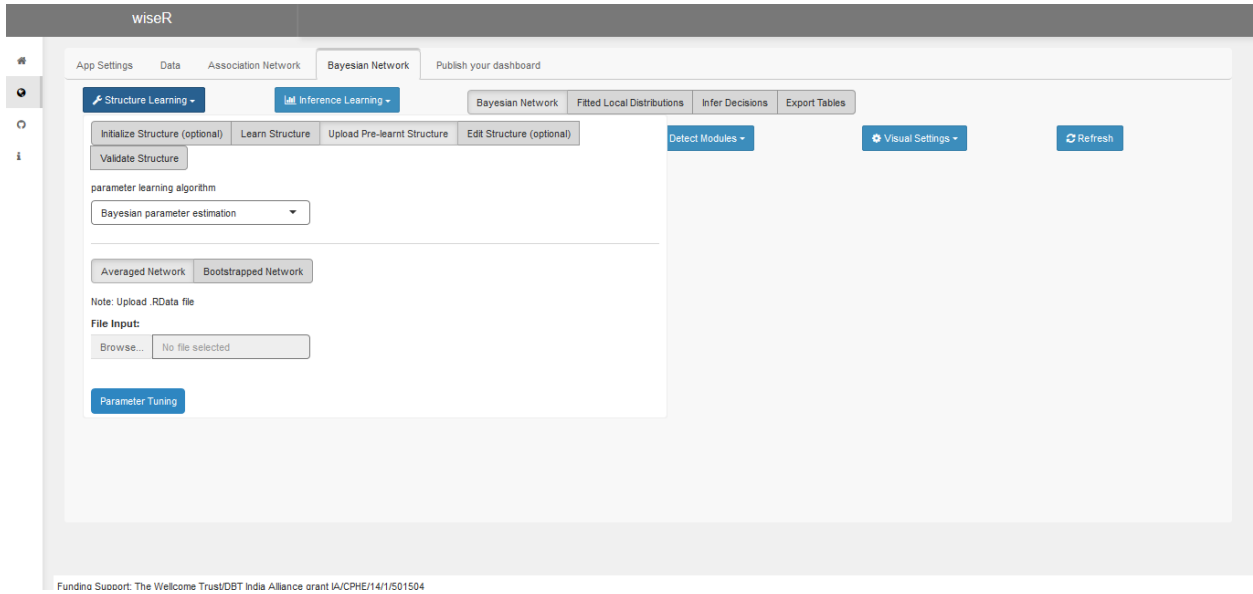 wiseR
App Settings Data Association Network Bayesian Network Publish your dashboard
Structure Learning Inference Learning Bayesian Network Fitted Local Distributions Infer Decisions Export Tables
Initialize Structure (optional) Learn Structure Upload Pre-learnt Structure Edit Structure (optional) Detect Modules Visual Settings Refresh
Validate Structure
parameter learning algorithm
Bayesian parameter estimation
Averaged Network Bootstrapped Network
Note: Upload .RData file
File Input:
Browse... No file selected
Parameter Tuning
Funding Support: The Wellcome Trust/DBT India Alliance grant IA/CPHE/14/1/501504